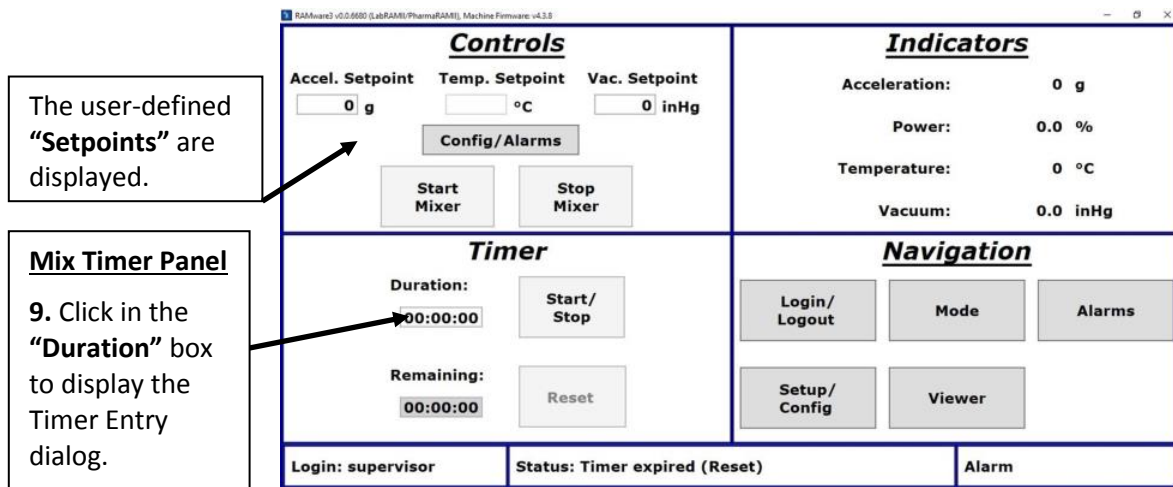 RAMware3 v0.0.6680 (LabRAMII/PharmaRAMII), Machine Firmware: v4.3.8
The user-defined
“Setpoints” are
displayed.
Mix Timer Panel
9. Click in the
“Duration” box
to display the
Timer Entry
dialog.
Controls
Accel. Setpoint Temp. Setpoint Vac. Setpoint
0 g °C 0 inHg
Config/Alarms
Start
Mixer
Stop
Mixer
Indicators
Acceleration: 0 g
Power: 0.0 %
Temperature: 0 °C
Vacuum: 0.0 inHg
Timer
Duration:
00:00:00
Start/
Stop
Remaining:
00:00:00
Reset
Navigation
Login/
Logout
Mode
Alarms
Setup/
Config
Viewer
Login: supervisor
Status: Timer expired (Reset)
Alarm